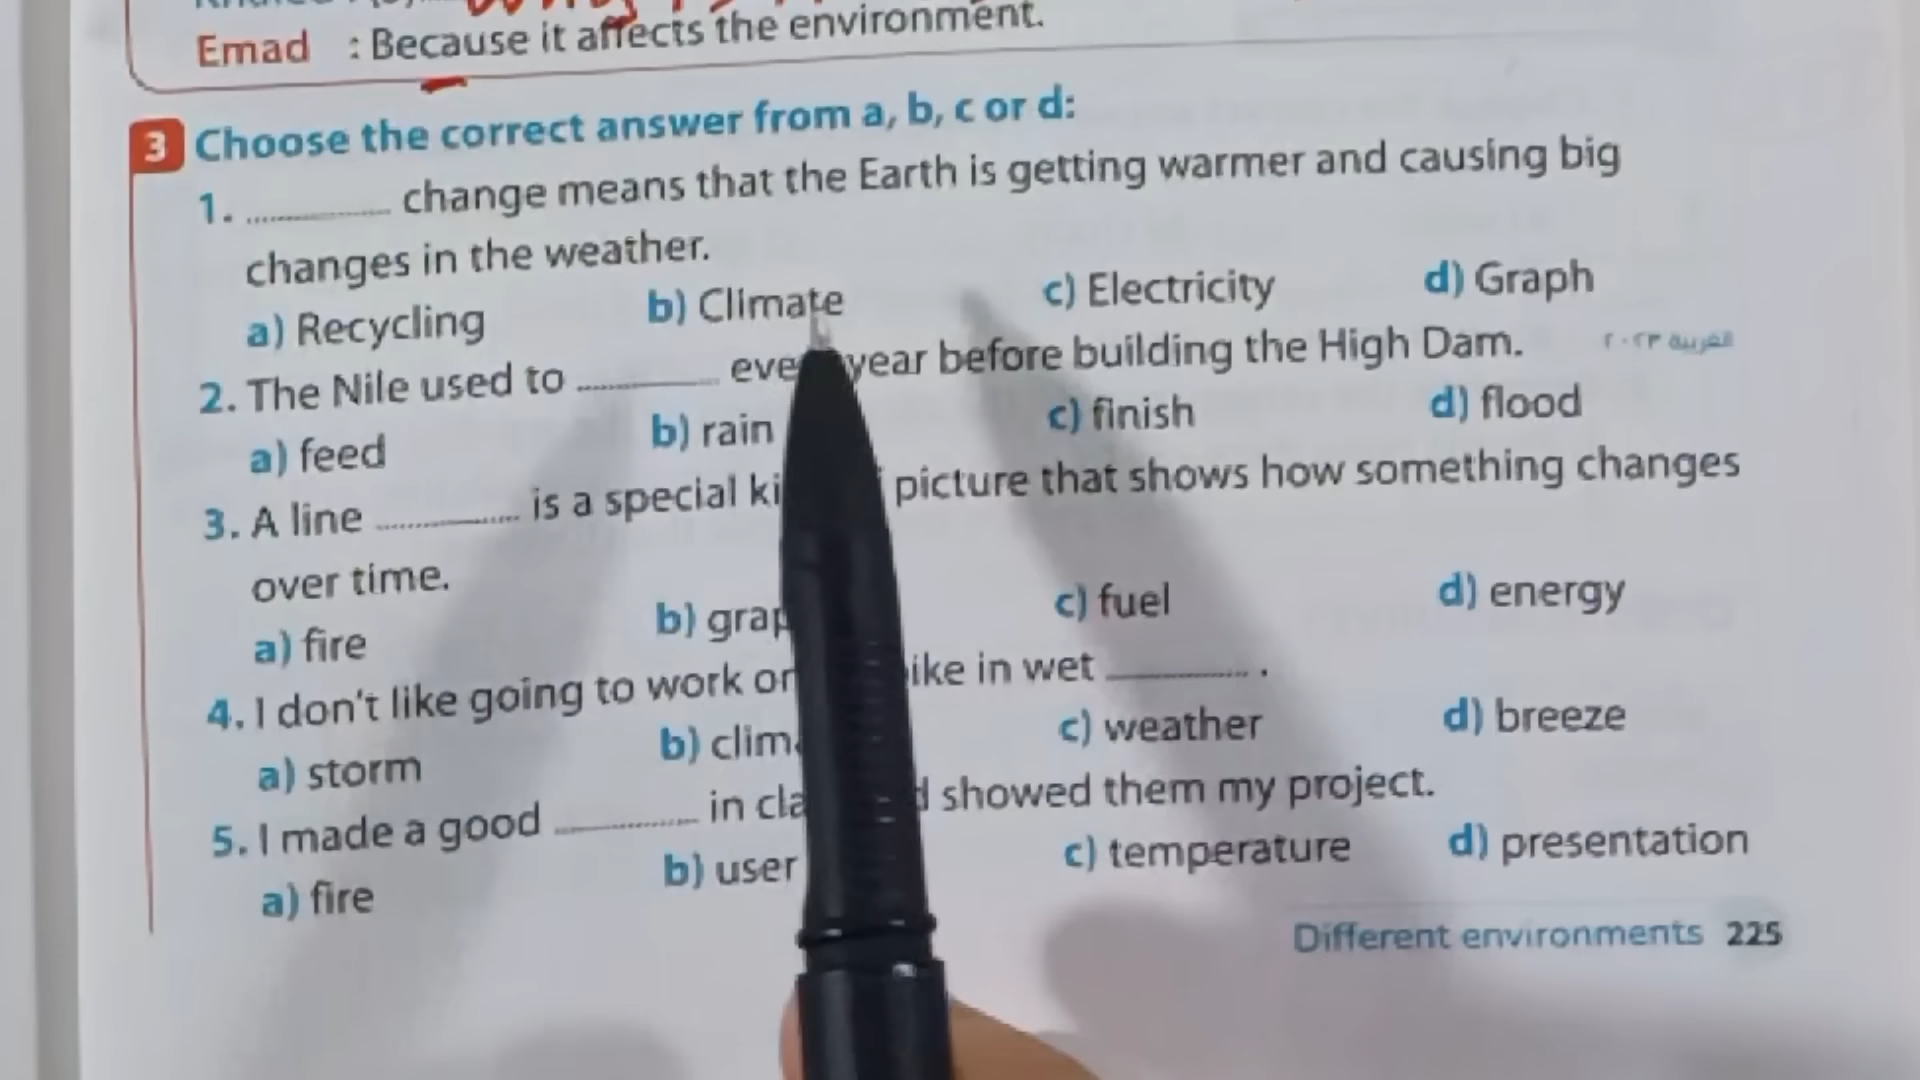 Emad : Because it affects the environment.
3 Choose the correct answer from a, b, c or d:
1. ............ change means that the Earth is getting warmer and causing big
changes in the weather.
a) Recycling b) Climate c) Electricity d) Graph
2. The Nile used to ............ year before building the High Dam. الغربية ٢٠٢٣
a) feed b) rain c) finish d) flood
3. A line ............ is a special picture that shows how something changes
over time.
a) fire b) c) fuel d) energy
4. I don't like going to work in wet ............ .
a) storm b) c) weather d) breeze
5. I made a good ............ in showed them my project.
a) fire b) user c) temperature d) presentation
Different environments 225